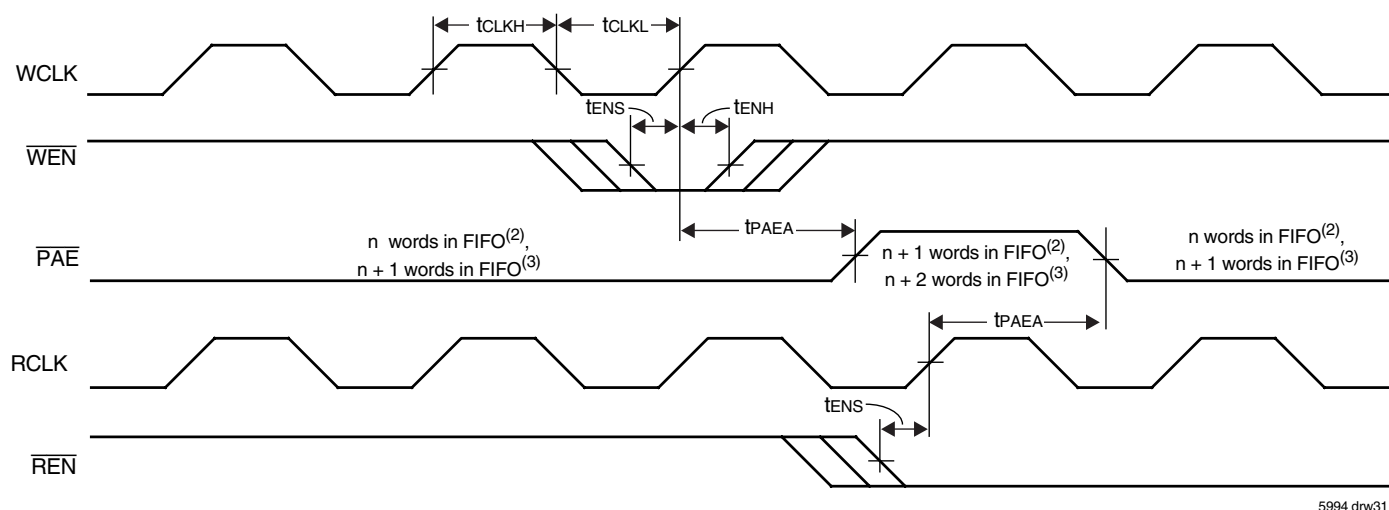 tCLKH
tCLKL
WCLK
tENS
tENH
WEN
tPAEA
PAE
n words in FIFO(2),
n + 1 words in FIFO(3)
n + 1 words in FIFO(2),
n + 2 words in FIFO(3)
n words in FIFO(2),
n + 1 words in FIFO(3)
tPAEA
RCLK
tENS
REN
5994 drw31